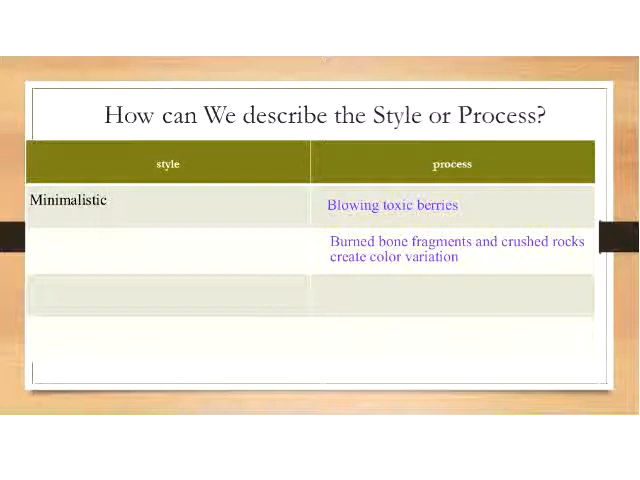 How can We describe the Style or Process?
style
process
Minimalistic
Blowing toxic berries
Burned bone fragments and crushed rocks
create color variation